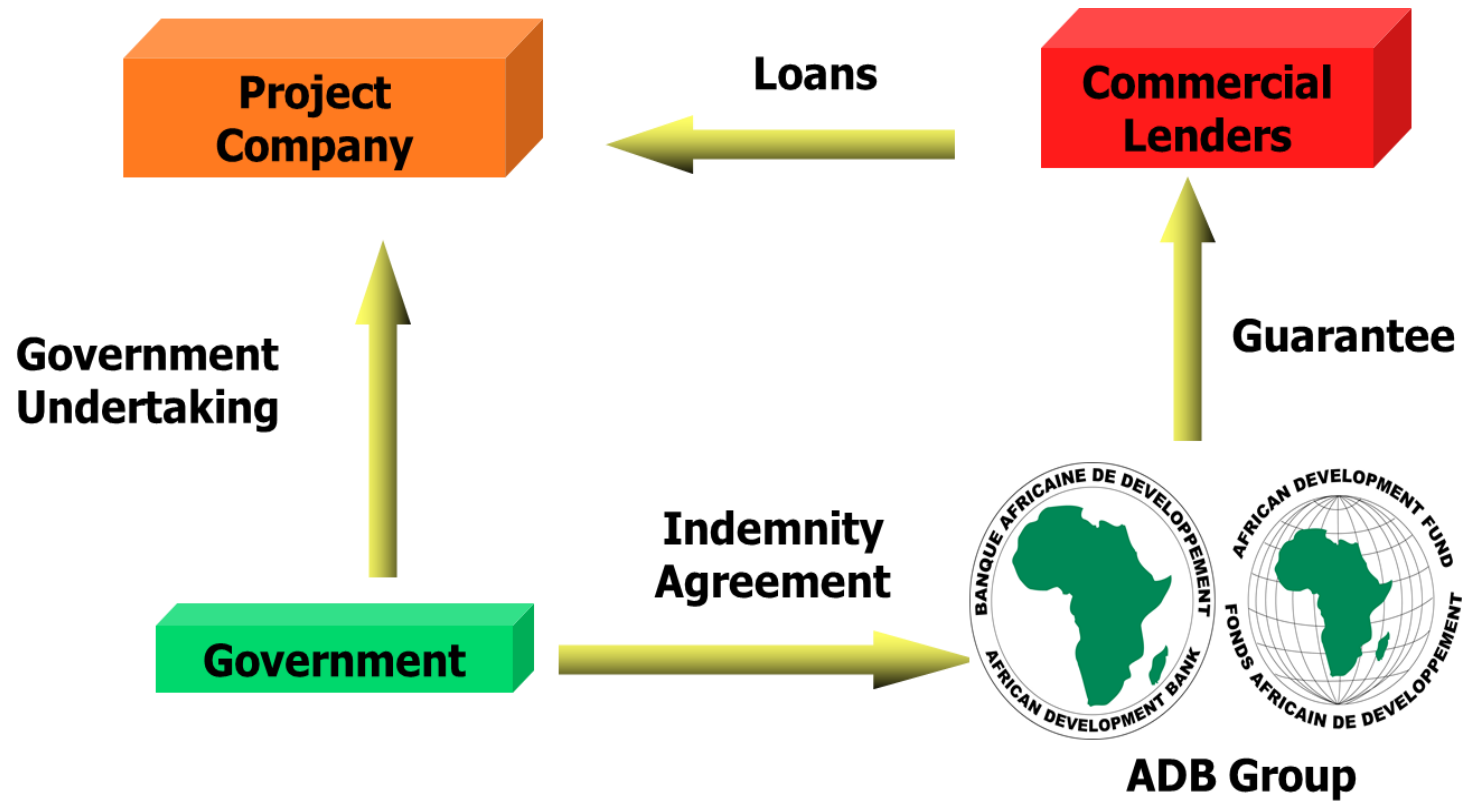 Project
Company
Loans
Commercial
Lenders
Government
Undertaking
Guarantee
Indemnity
Agreement
Government
BANQUE AFRICAINE DE DEVELOPPEMENT
AFRICAN DEVELOPMENT BANK
AFRICAN DEVELOPMENT FUND
FONDS AFRICAIN DE DEVELOPPEMENT
ADB Group